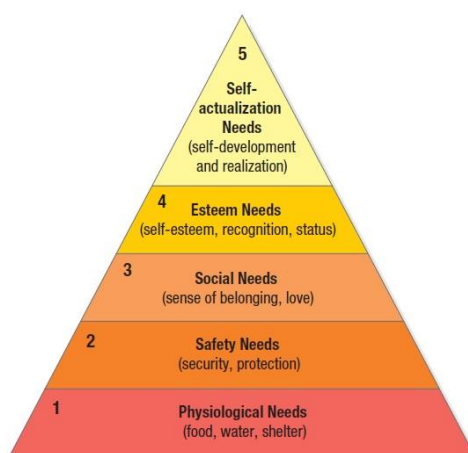 5
Self-
actualization
Needs
(self-development
and realization)
4
Esteem Needs
(self-esteem, recognition, status)
3
Social Needs
(sense of belonging, love)
2
Safety Needs
(security, protection)
1
Physiological Needs
(food, water, shelter)